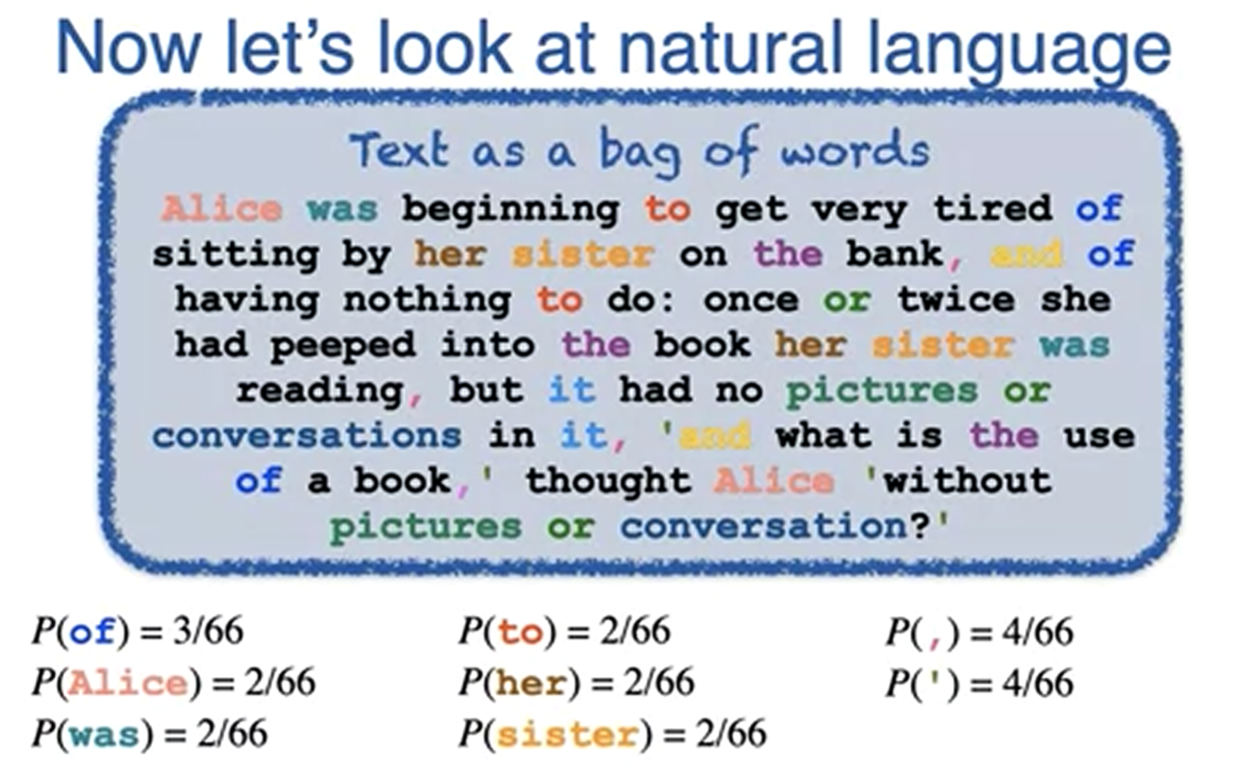 Now let's look at natural language
Text as a bag of words
Alice was beginning to get very tired of
sitting by her sister on the bank, and of
having nothing to do: once or twice she
had peeped into the book her sister was
reading, but it had no pictures or
conversations in it, 'and what is the use
of a book,' thought Alice 'without
pictures or conversation?'
P(of) = 3/66 P(to) = 2/66 P(,) = 4/66
P(Alice) = 2/66 P(her) = 2/66 P(') = 4/66
P(was) = 2/66 P(sister) = 2/66